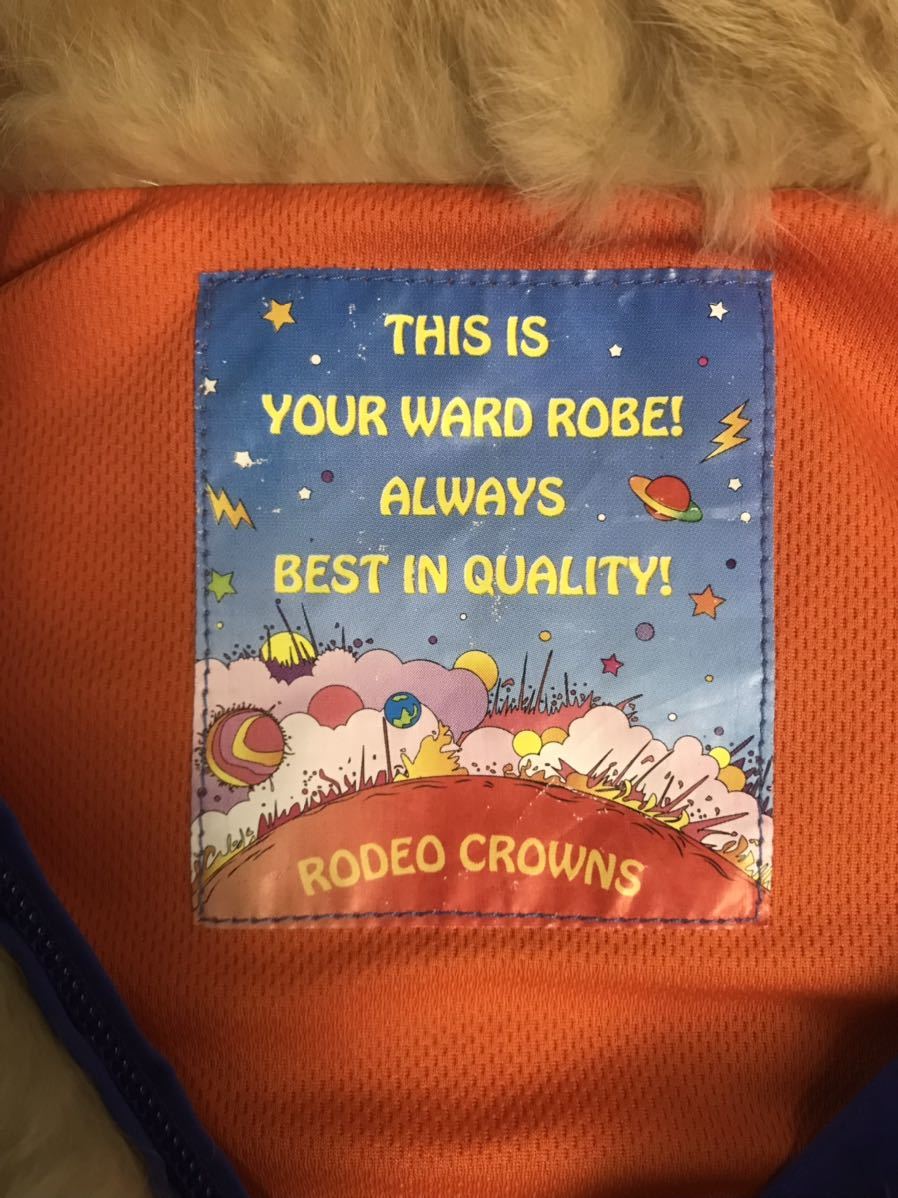 THIS IS
YOUR WARD ROBE!
ALWAYS
BEST IN QUALITY!
RODEO CROWNS